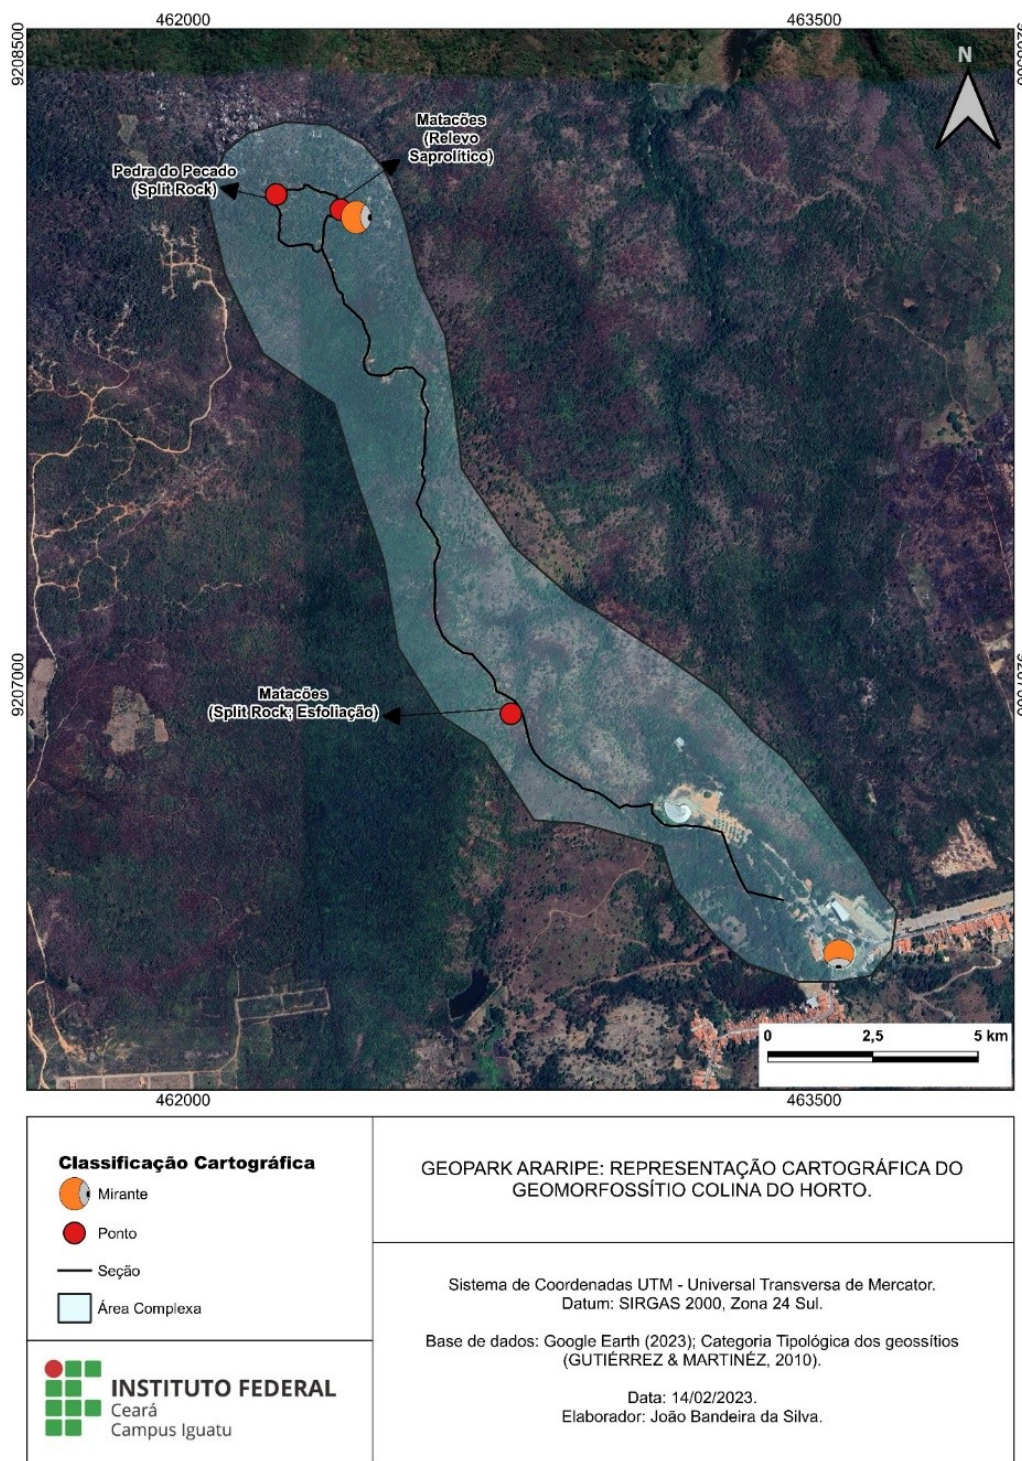 462000
463500
9208500
9208500
N
Matacões
(Relevo
Saprolítico)
Pedra do Pecado
(Split Rock)
9207000
9207000
Matacões
(Split Rock; Esfoliação)
0 2,5 5 km
462000
463500
Classificação Cartográfica
Mirante
Ponto
Seção
Área Complexa
GEOPARK ARARIPE: REPRESENTAÇÃO CARTOGRÁFICA DO
GEOMORFOSSÍTIO COLINA DO HORTO.
Sistema de Coordenadas UTM - Universal Transversa de Mercator.
Datum: SIRGAS 2000, Zona 24 Sul.
Base de dados: Google Earth (2023); Categoria Tipológica dos geossítios
(GUTIÉRREZ & MARTINÉZ, 2010).
Data: 14/02/2023.
Elaborador: João Bandeira da Silva.
INSTITUTO FEDERAL
Ceará
Campus Iguatu